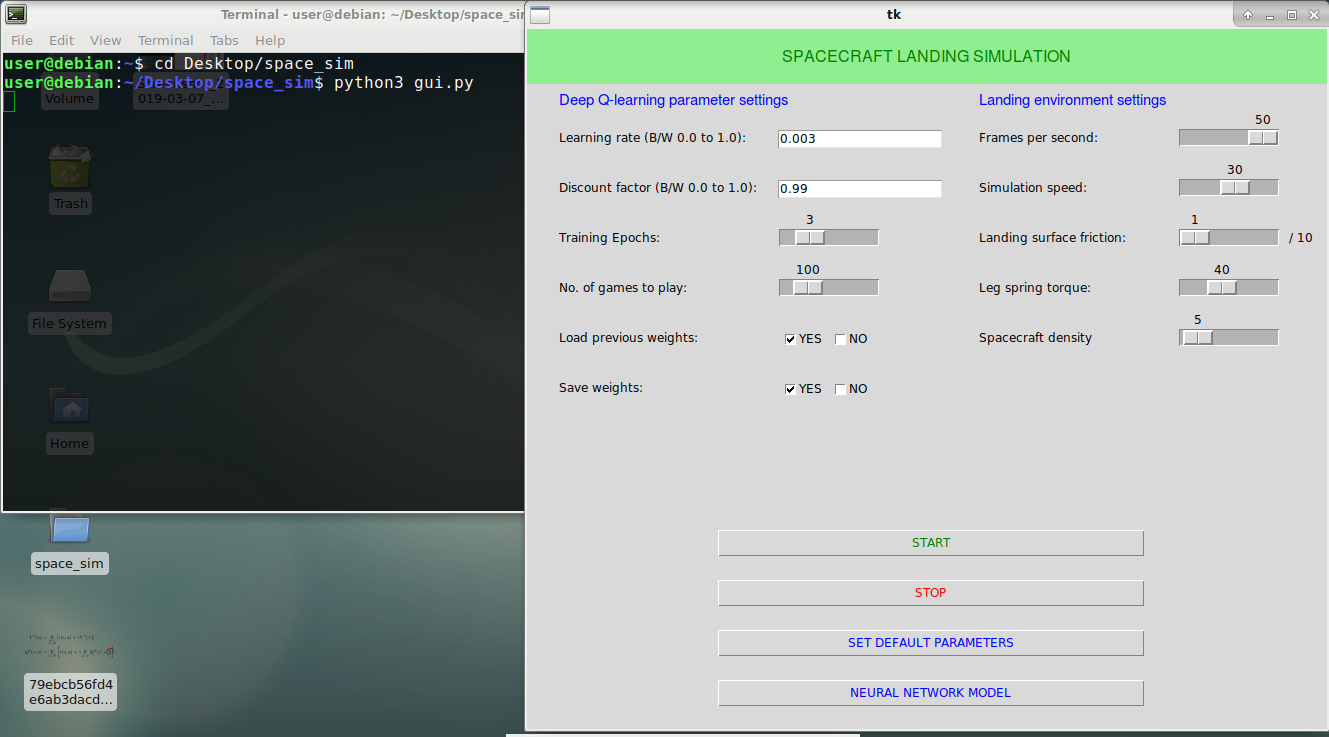 Terminal - user@debian: ~/Desktop/space_sim
File Edit View Terminal Tabs Help
user@debian:~$ cd Desktop/space_sim
user@debian:~/Desktop/space_sim$ python3 gui.py
Volume
019-03-07_...
Trash
File System
Home
space_sim
79ebcb56fd4
e6ab3dacd...
tk
SPACECRAFT LANDING SIMULATION
Deep Q-learning parameter settings
Learning rate (B/W 0.0 to 1.0): 0.003
Discount factor (B/W 0.0 to 1.0): 0.99
3
Training Epochs:
100
No. of games to play:
Load previous weights: YES NO
Save weights: YES NO
Landing environment settings
50
Frames per second:
30
Simulation speed:
1
Landing surface friction: / 10
40
Leg spring torque:
5
Spacecraft density
START
STOP
SET DEFAULT PARAMETERS
NEURAL NETWORK MODEL